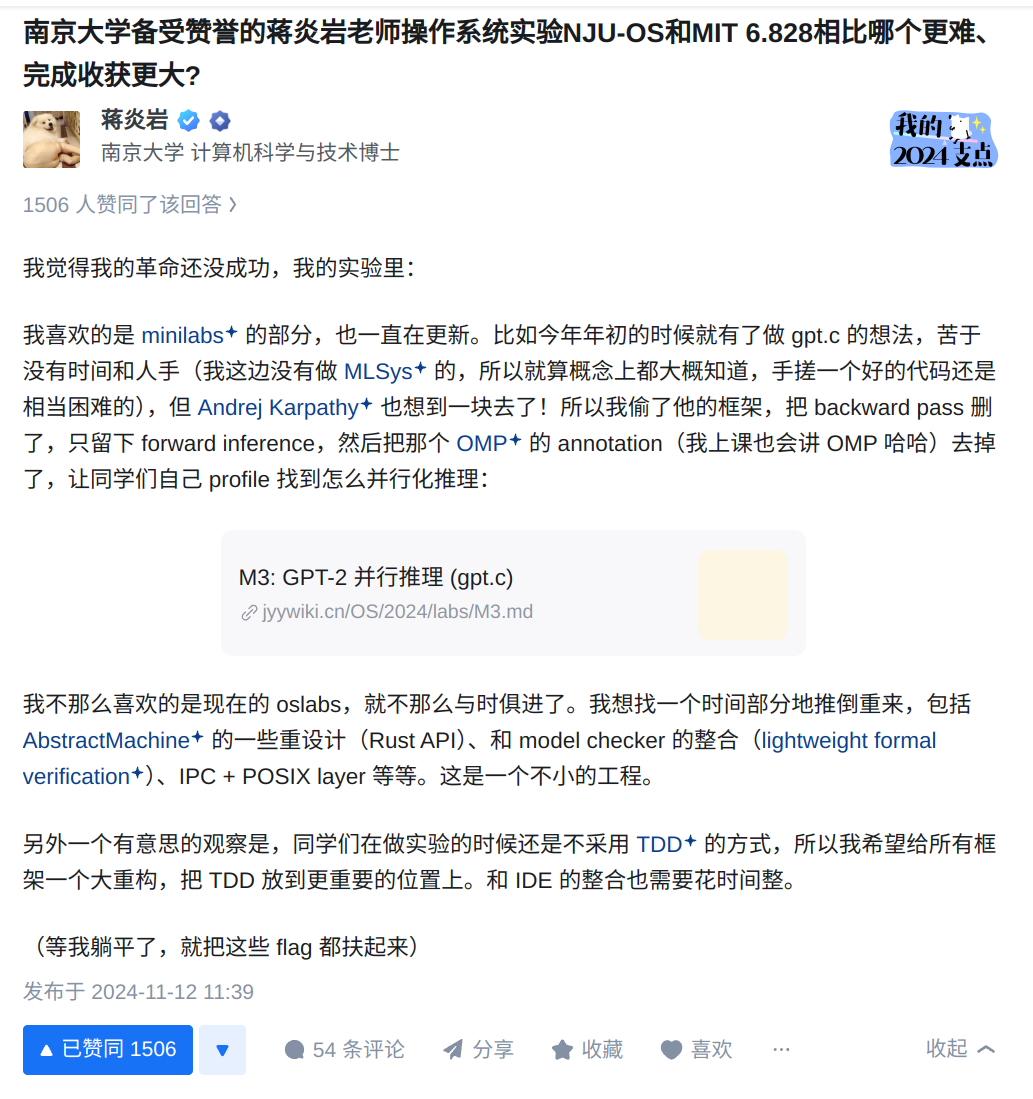 南京大学备受赞誉的蒋炎岩老师操作系统实验NJU-OS和MIT 6.828相比哪个更难、
完成收获更大?
蒋炎岩
南京大学 计算机科学与技术博士
我的
2024 支点
1506 人赞同了该回答
我觉得我的革命还没成功，我的实验里：
我喜欢的是 minilabs 的部分，也一直在更新。比如今年年初的时候就有了做 gpt.c 的想法，苦于
没有时间和人手（我这边没有做 MLSys 的，所以就算概念上都大概知道，手搓一个好的代码还是
相当困难的），但 Andrej Karpathy 也想到一块去了！所以我偷了他的框架，把 backward pass 删
了，只留下 forward inference，然后把那个 OMP 的 annotation（我上课也会讲 OMP 哈哈）去掉
了，让同学们自己 profile 找到怎么并行化推理：
M3: GPT-2 并行推理 (gpt.c)
jyywiki.cn/OS/2024/labs/M3.md
我不那么喜欢的是现在的 oslabs，就不那么与时俱进了。我想找一个时间部分地推倒重来，包括
AbstractMachine 的一些重设计（Rust API）、和 model checker 的整合（lightweight formal
verification）、IPC + POSIX layer 等等。这是一个不小的工程。
另外一个有意思的观察是，同学们在做实验的时候还是不采用 TDD 的方式，所以我希望给所有框
架一个大重构，把 TDD 放到更重要的位置上。和 IDE 的整合也需要花时间整。
（等我躺平了，就把这些 flag 都扶起来）
发布于 2024-11-12 11:39
已赞同 1506 54 条评论 分享 收藏 喜欢 ··· 收起